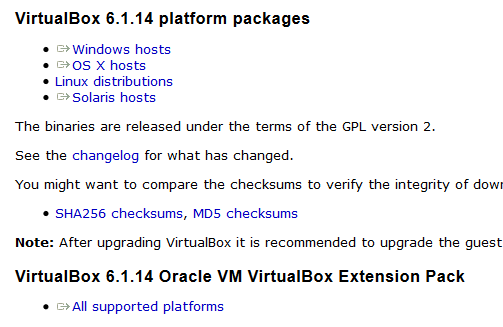 VirtualBox 6.1.14 platform packages
Windows hosts
OS X hosts
Linux distributions
Solaris hosts
The binaries are released under the terms of the GPL version 2.
See the changelog for what has changed.
You might want to compare the checksums to verify the integrity of
SHA256 checksums, MD5 checksums
Note: After upgrading VirtualBox it is recommended to upgrade the guest
VirtualBox 6.1.14 Oracle VM VirtualBox Extension Pack
All supported platforms